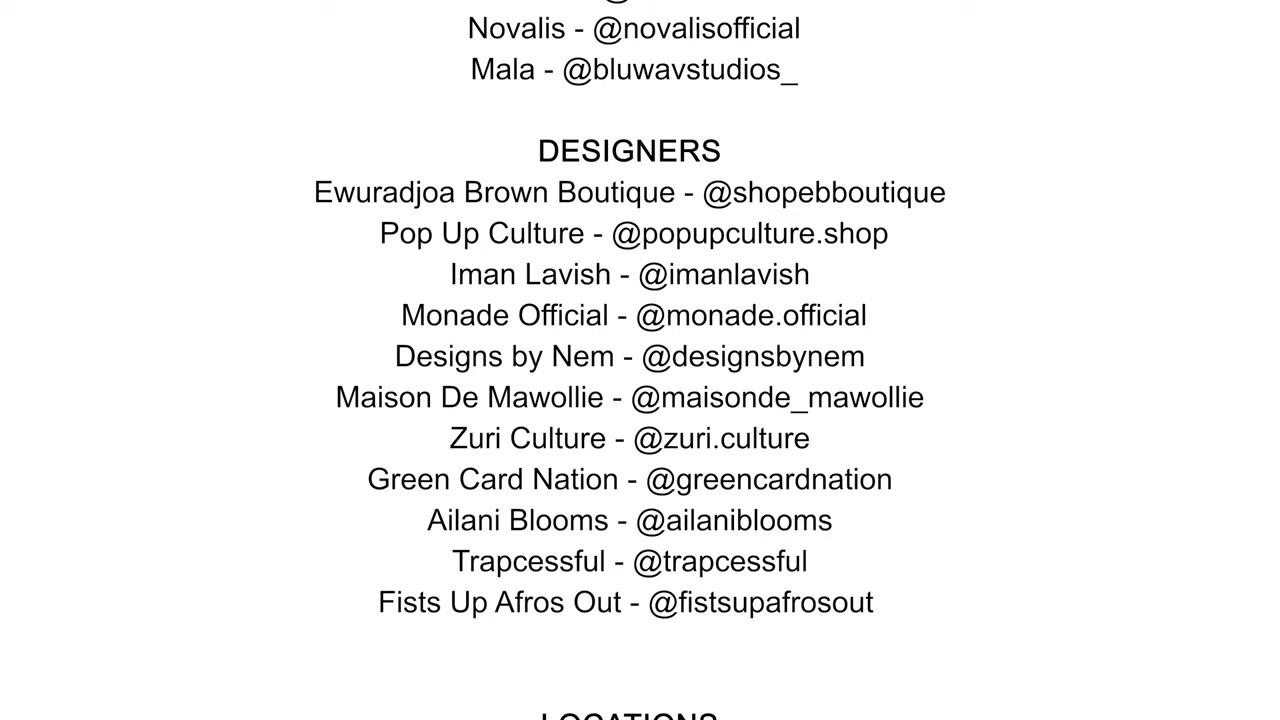 Novalis - @novalisofficial
Mala - @bluwavstudios_
DESIGNERS
Ewuradjoa Brown Boutique - @shopebboutique
Pop Up Culture - @popupculture.shop
Iman Lavish - @imanlavish
Monade Official - @monade.official
Designs by Nem - @designsbynem
Maison De Mawollie - @maisonde_mawollie
Zuri Culture - @zuri.culture
Green Card Nation - @greencardnation
Ailani Blooms - @ailaniblooms
Trapcessful - @trapcessful
Fists Up Afros Out - @fistsupafrosout
LOCATIONS